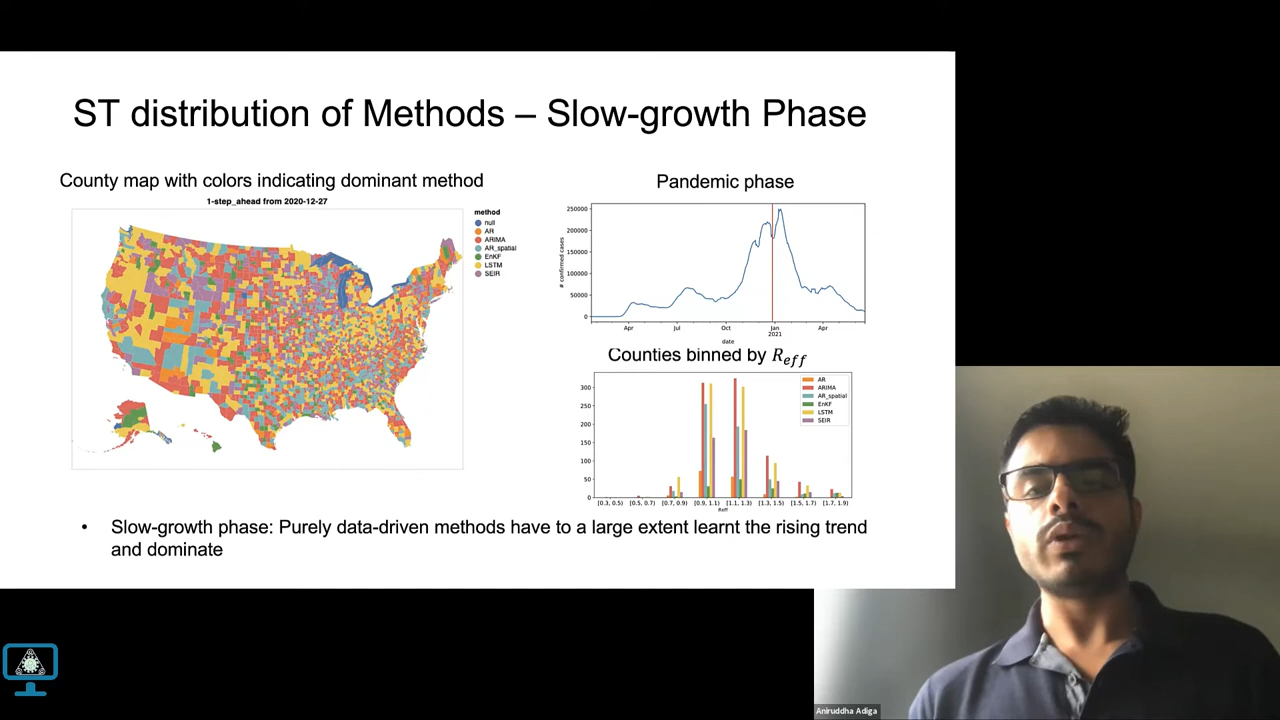 ST distribution of Methods – Slow-growth Phase
County map with colors indicating dominant method
1-step_ahead from 2020-12-27
method
null
AR
ARIMA
AR_spatial
EnKF
LSTM
SEIR
Pandemic phase
# confirmed cases
250000
200000
150000
100000
50000
0
Apr
Jul
Oct
Jan
2021
Apr
date
Counties binned by R_eff
300
250
200
150
100
50
0
AR
ARIMA
AR_spatial
EnKF
LSTM
SEIR
[0.3, 0.5)
[0.5, 0.7)
[0.7, 0.9)
[0.9, 1.1)
[1.1, 1.3)
[1.3, 1.5)
[1.5, 1.7)
[1.7, 1.9)
Reff
• Slow-growth phase: Purely data-driven methods have to a large extent learnt the rising trend
and dominate
Aniruddha Adiga